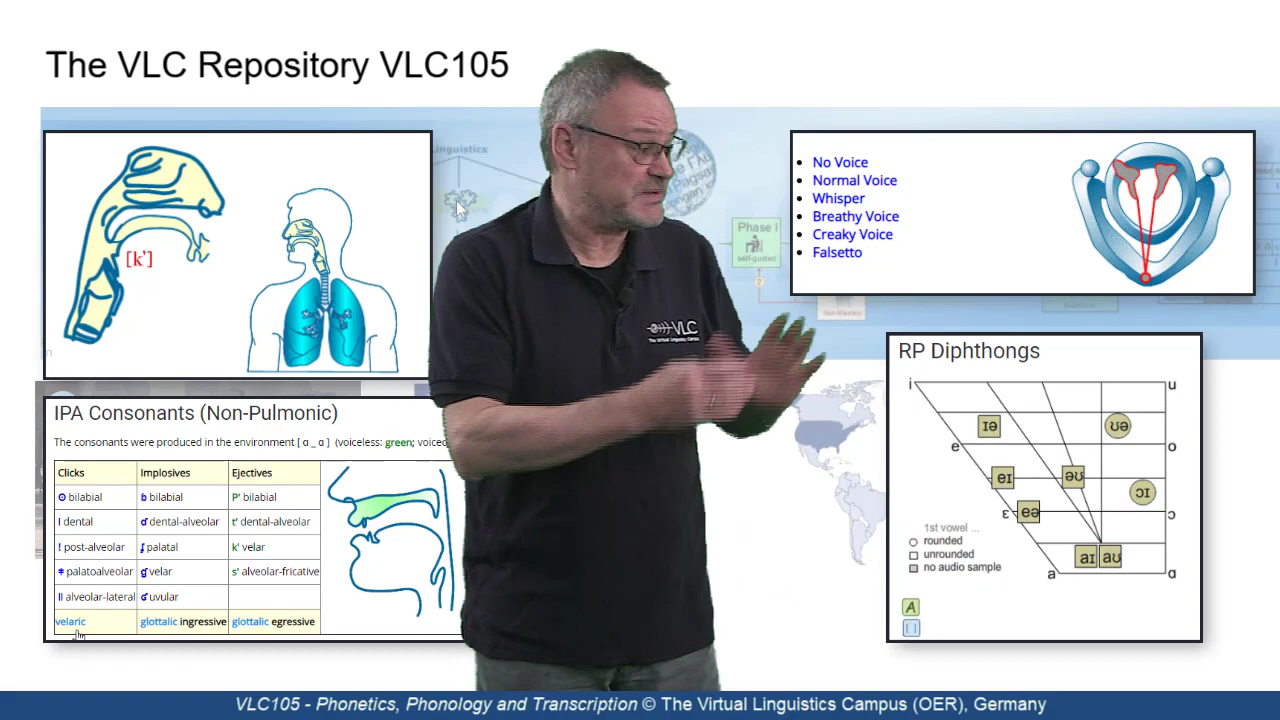 The VLC Repository VLC105
Linguistics
[k']
Phase I
self-guided
No Voice
Normal Voice
Whisper
Breathy Voice
Creaky Voice
Falsetto
VLC
The Virtual Linguistics Campus
IPA Consonants (Non-Pulmonic)
The consonants were produced in the environment [ ɑ _ ɑ ] (voiceless: green; voiced
Clicks Implosives Ejectives
ʘ bilabial ɓ bilabial P' bilabial
ǀ dental ɗ dental-alveolar t' dental-alveolar
! post-alveolar ʄ palatal k' velar
ǂ palatoalveolar ɠ velar s' alveolar-fricative
ǁ alveolar-lateral ʛ uvular
velaric glottalic ingressive glottalic egressive
RP Diphthongs
i u
ɪə ʊə
e o
eɪ əʊ ɔɪ
ɛ eə ɔ
1st vowel ...
rounded
unrounded
no audio sample
aɪ aʊ
a ɑ
A
[ ]
VLC105 - Phonetics, Phonology and Transcription © The Virtual Linguistics Campus (OER), Germany